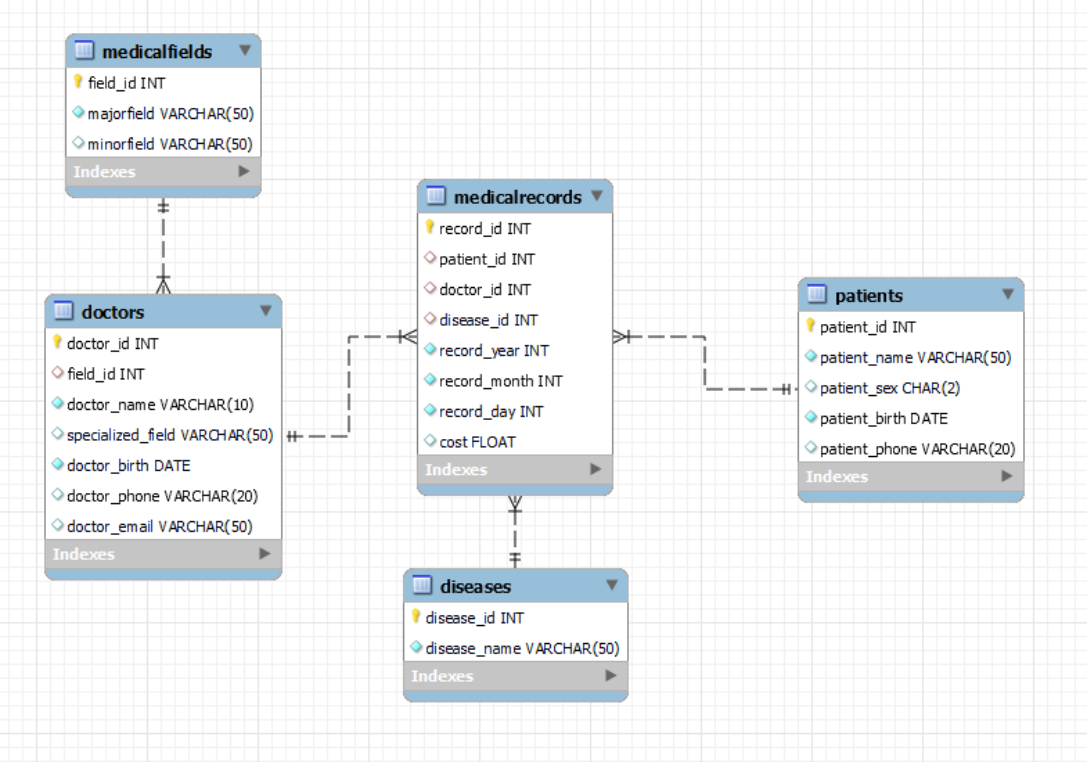 medicalfields
field_id INT
majorfield VARCHAR(50)
minorfield VARCHAR(50)
Indexes
doctors
doctor_id INT
field_id INT
doctor_name VARCHAR(10)
specialized_field VARCHAR(50)
doctor_birth DATE
doctor_phone VARCHAR(20)
doctor_email VARCHAR(50)
Indexes
medicalrecords
record_id INT
patient_id INT
doctor_id INT
disease_id INT
record_year INT
record_month INT
record_day INT
cost FLOAT
Indexes
diseases
disease_id INT
disease_name VARCHAR(50)
Indexes
patients
patient_id INT
patient_name VARCHAR(50)
patient_sex CHAR(2)
patient_birth DATE
patient_phone VARCHAR(20)
Indexes